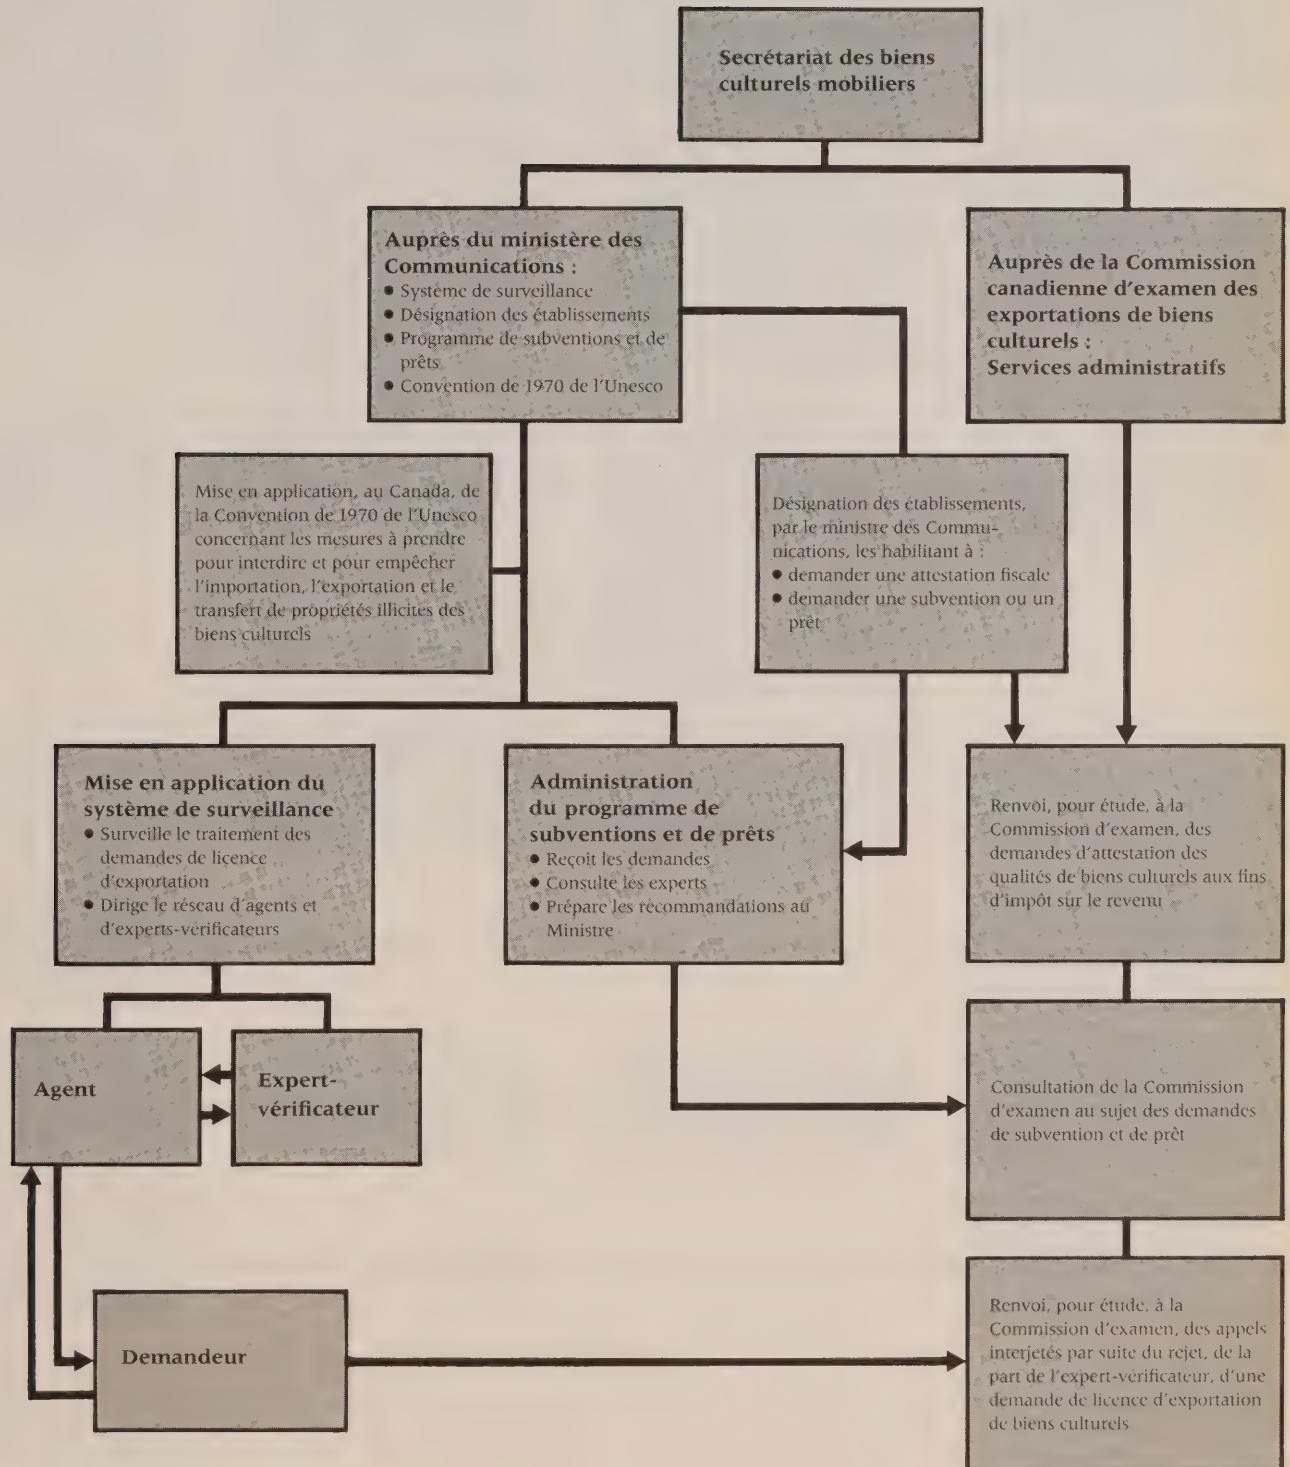 Secrétariat des biens
culturels mobiliers
Auprès du ministère des
Communications :
● Système de surveillance
● Désignation des établissements
● Programme de subventions et de
prêts
● Convention de 1970 de l'Unesco
Auprès de la Commission
canadienne d'examen des
exportations de biens
culturels :
Services administratifs
Mise en application, au Canada, de
la Convention de 1970 de l'Unesco
concernant les mesures à prendre
pour interdire et pour empêcher
l'importation, l'exportation et le
transfert de propriétés illicites des
biens culturels
Désignation des établissements,
par le ministre des Commu-
nications, les habilitant à :
● demander une attestation fiscale
● demander une subvention ou un
prêt
Mise en application du
système de surveillance
● Surveille le traitement des
demandes de licence
d'exportation
● Dirige le réseau d'agents et
d'experts-vérificateurs
Administration
du programme de
subventions et de prêts
● Reçoit les demandes
● Consulte les experts
● Prépare les recommandations au
Ministre
Renvoi, pour étude, à la
Commission d'examen, des
demandes d'attestation des
qualités de biens culturels aux fins
d'impôt sur le revenu
Agent
Expert-
vérificateur
Consultation de la Commission
d'examen au sujet des demandes
de subvention et de prêt
Demandeur
Renvoi, pour étude, à la
Commission d'examen, des appels
interjetés par suite du rejet, de la
part de l'expert-vérificateur, d'une
demande de licence d'exportation
de biens culturels